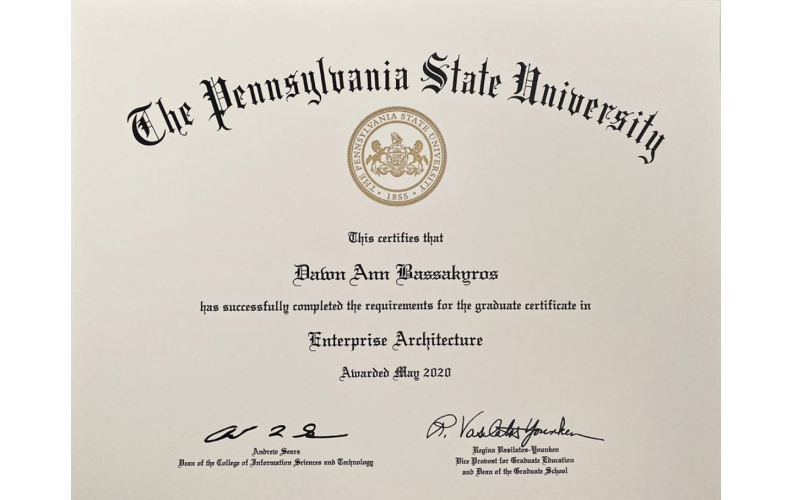 The Pennsylvania State University
THE PENNSYLVANIA STATE UNIVERSITY
1855
This certifies that
Dawn Ann Bassakyros
has successfully completed the requirements for the graduate certificate in
Enterprise Architecture
Awarded May 2020
R. Vasilatos-Younken
Andrew Sears
Dean of the College of Information Sciences and Technology
Regina Vasilatos-Younken
Vice Provost for Graduate Education
and Dean of the Graduate School